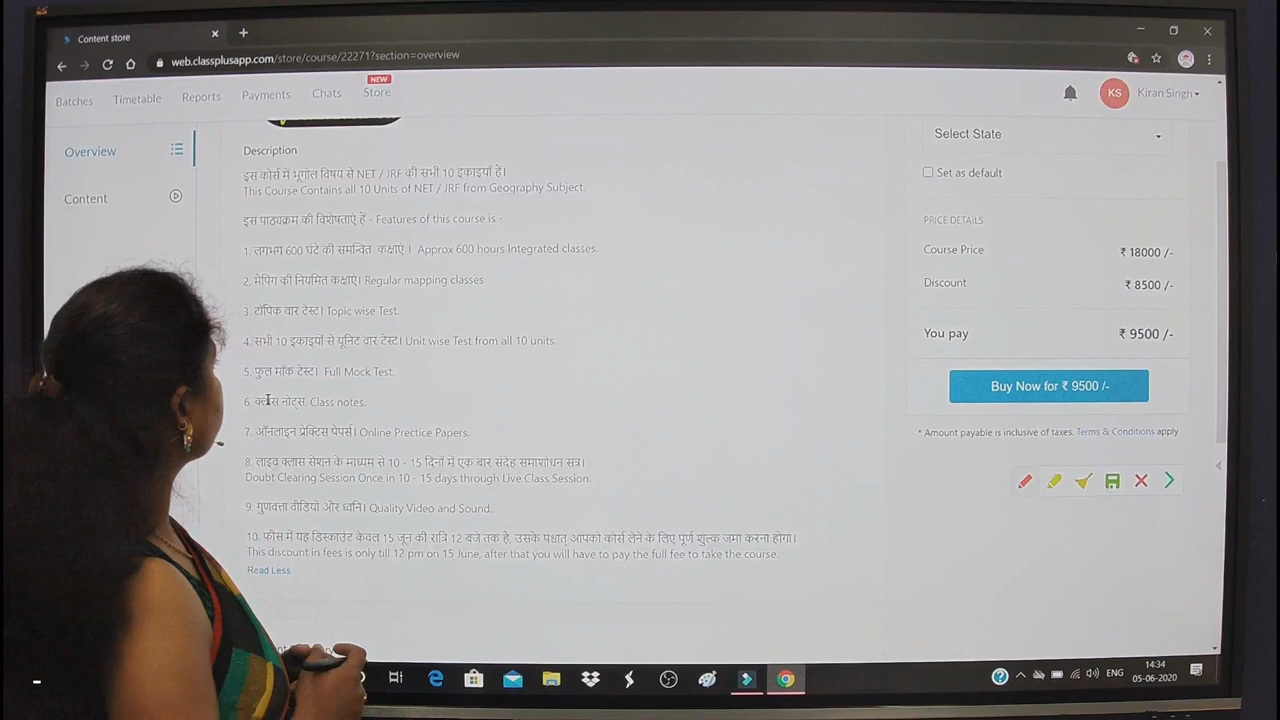 Content store
web.classplusapp.com/store/course/22271?section=overview
Batches Timetable Reports Payments Chats Store NEW
KS Kiran Singh
Overview
Content
Description
इस कोर्स में भूगोल विषय से NET / JRF की सभी 10 इकाइयाँ हैं।
This Course Contains all 10 Units of NET / JRF from Geography Subject.
इस पाठ्यक्रम की विशेषताएं हैं - Features of this course is -
1. लगभग 600 घंटे की समन्वित कक्षाएं । Approx 600 hours Integrated classes.
2. मेपिंग की नियमित कक्षाएं। Regular mapping classes
3. टॉपिक वार टेस्ट। Topic wise Test.
4. सभी 10 इकाइयों से यूनिट वार टेस्ट। Unit wise Test from all 10 units.
5. फुल मॉक टेस्ट। Full Mock Test.
6. क्लास नोट्स. Class notes.
7. ऑनलाइन प्रेक्टिस पेपर्स। Online Prectice Papers.
8. लाइव क्लास सेशन के माध्यम से 10 - 15 दिनों में एक बार संदेह समाशोधन सत्र।
Doubt Clearing Session Once in 10 - 15 days through Live Class Session.
9. गुणवत्ता वीडियो और ध्वनि। Quality Video and Sound.
10. फीस में यह डिस्काउंट केवल 15 जून की रात्रि 12 बजे तक है, उसके पश्चात् आपको कोर्स लेने के लिए पूर्ण शुल्क जमा करना होगा।
This discount in fees is only till 12.pm on 15 June, after that you will have to pay the full fee to take the course.
Read Less
Select State
Set as default
PRICE DETAILS
Course Price ₹ 18000 /-
Discount ₹ 8500 /-
You pay ₹ 9500 /-
Buy Now for ₹ 9500 /-
* Amount payable is inclusive of taxes. Terms & Conditions apply
ENG
14:34
05-06-2020